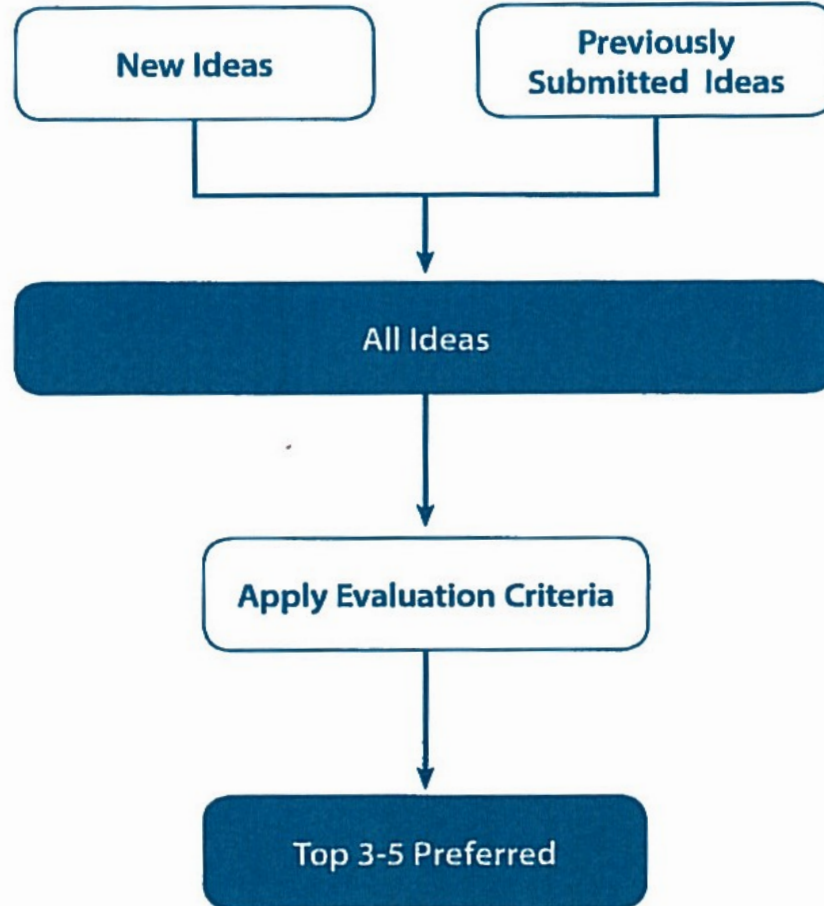 New Ideas
Previously
Submitted Ideas
All Ideas
Apply Evaluation Criteria
Top 3-5 Preferred